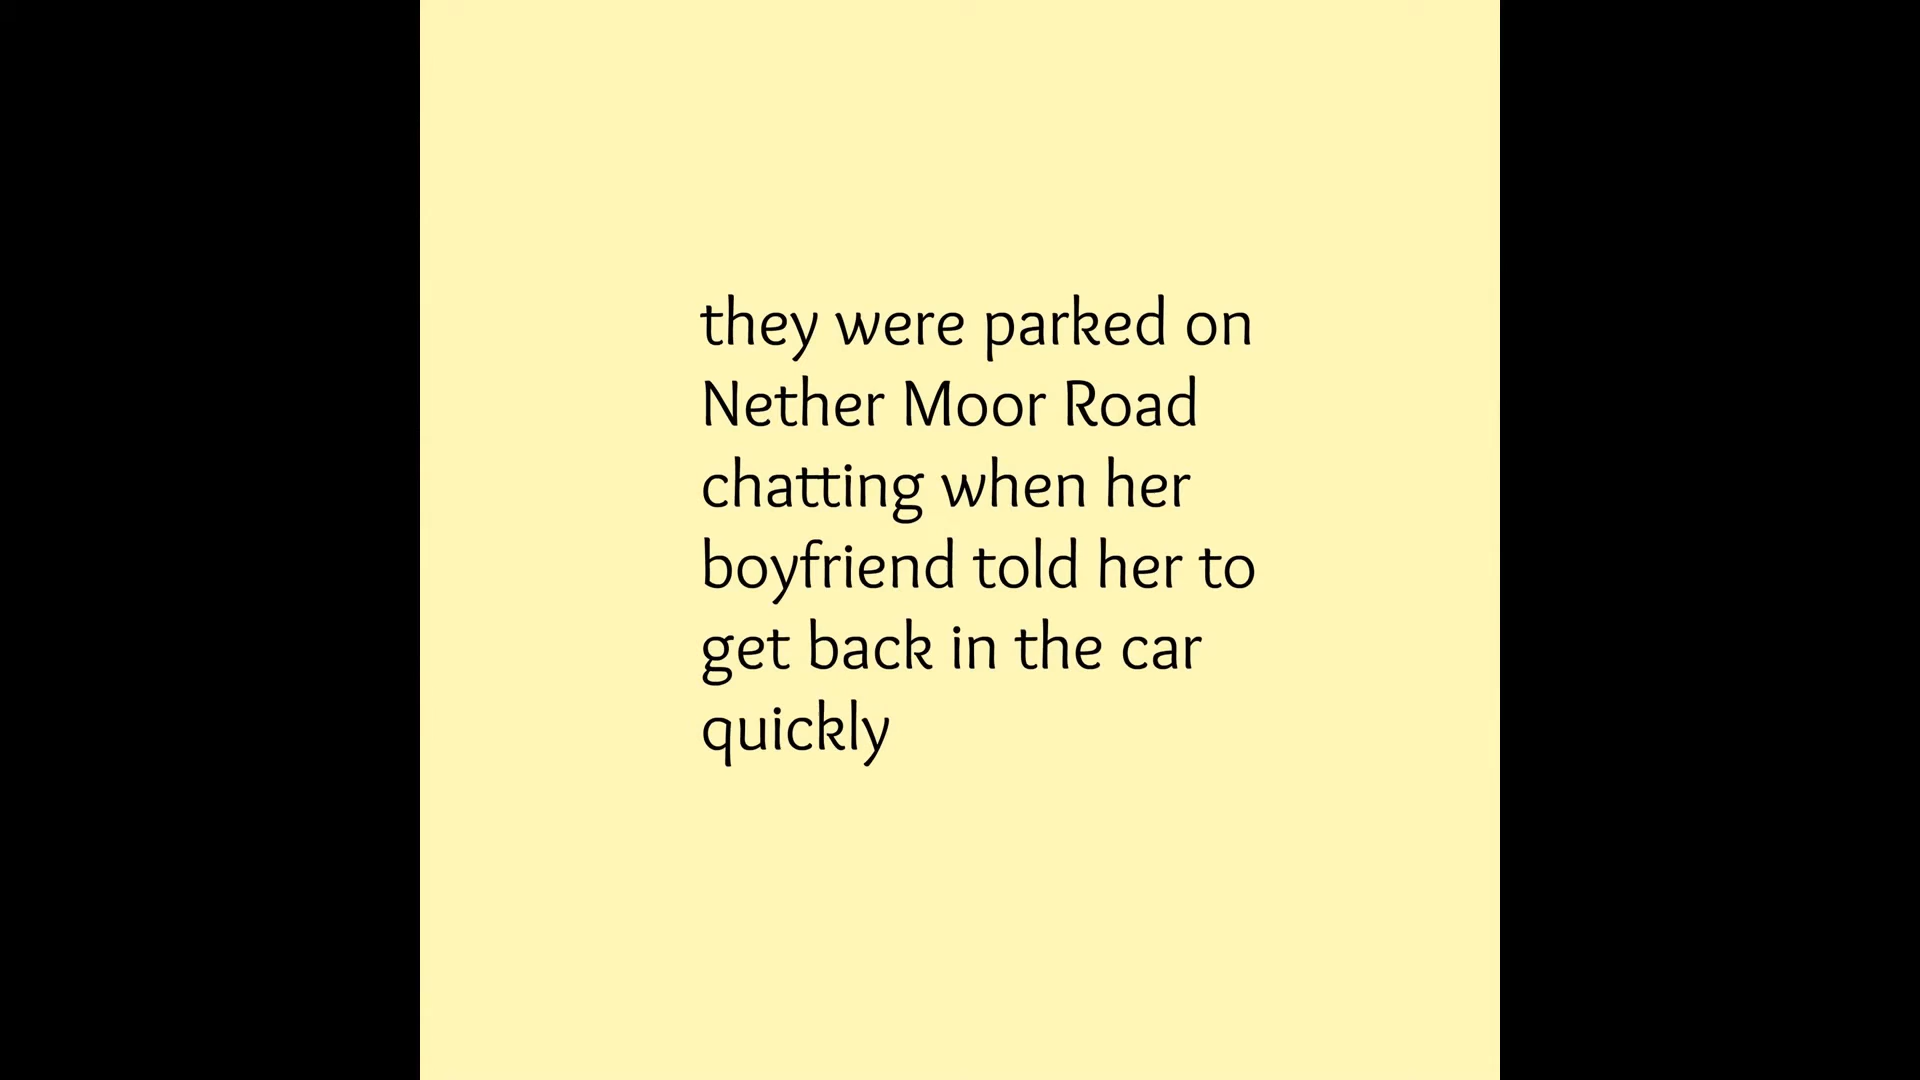 they were parked on
Nether Moor Road
chatting when her
boyfriend told her to
get back in the car
quickly